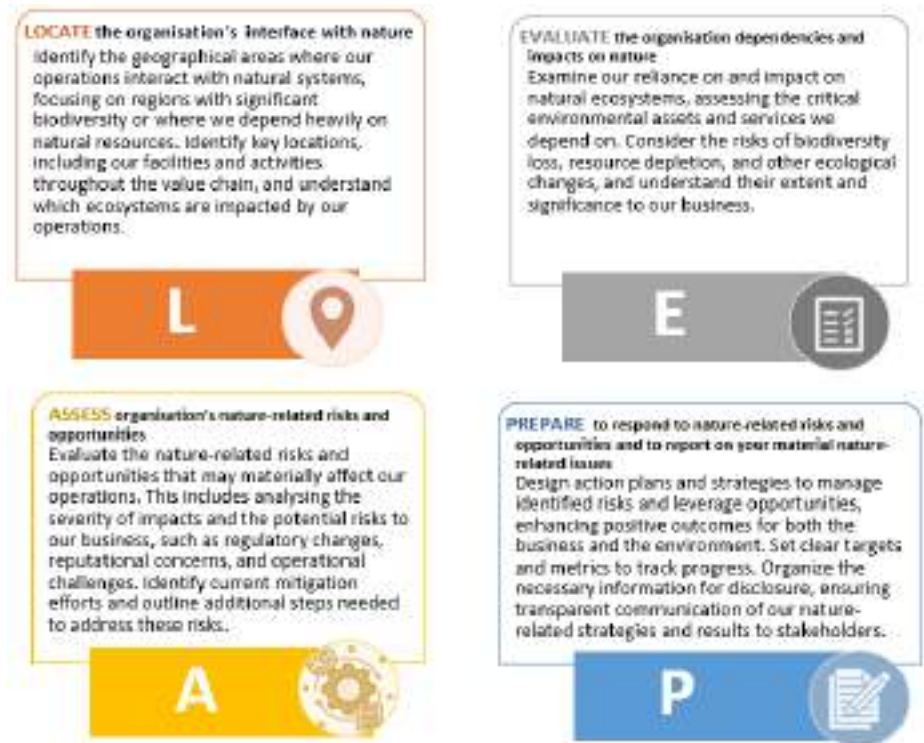 LOCATE the organisation's interface with nature
Identify the geographical areas where our
operations interact with natural systems,
focusing on regions with significant
biodiversity or where we depend heavily on
natural resources. Identify key locations,
including our facilities and activities
throughout the value chain, and understand
which ecosystems are impacted by our
operations.
L
EVALUATE the organisation dependencies and
impacts on nature
Examine our reliance on and impact on
natural ecosystems, assessing the critical
environmental assets and services we
depend on. Consider the risks of biodiversity
loss, resource depletion, and other ecological
changes, and understand their extent and
significance to our business.
E
ASSESS organisation's nature-related risks and
opportunities
Evaluate the nature-related risks and
opportunities that may materially affect our
operations. This includes analysing the
severity of impacts and the potential risks to
our business, such as regulatory changes,
reputational concerns, and operational
challenges. Identify current mitigation
efforts and outline additional steps needed
to address these risks.
A
PREPARE to respond to nature-related risks and
opportunities and to report on your material nature-
related issues
Design action plans and strategies to manage
identified risks and leverage opportunities,
enhancing positive outcomes for both the
business and the environment. Set clear targets
and metrics to track progress. Organize the
necessary information for disclosure, ensuring
transparent communication of our nature-
related strategies and results to stakeholders.
P